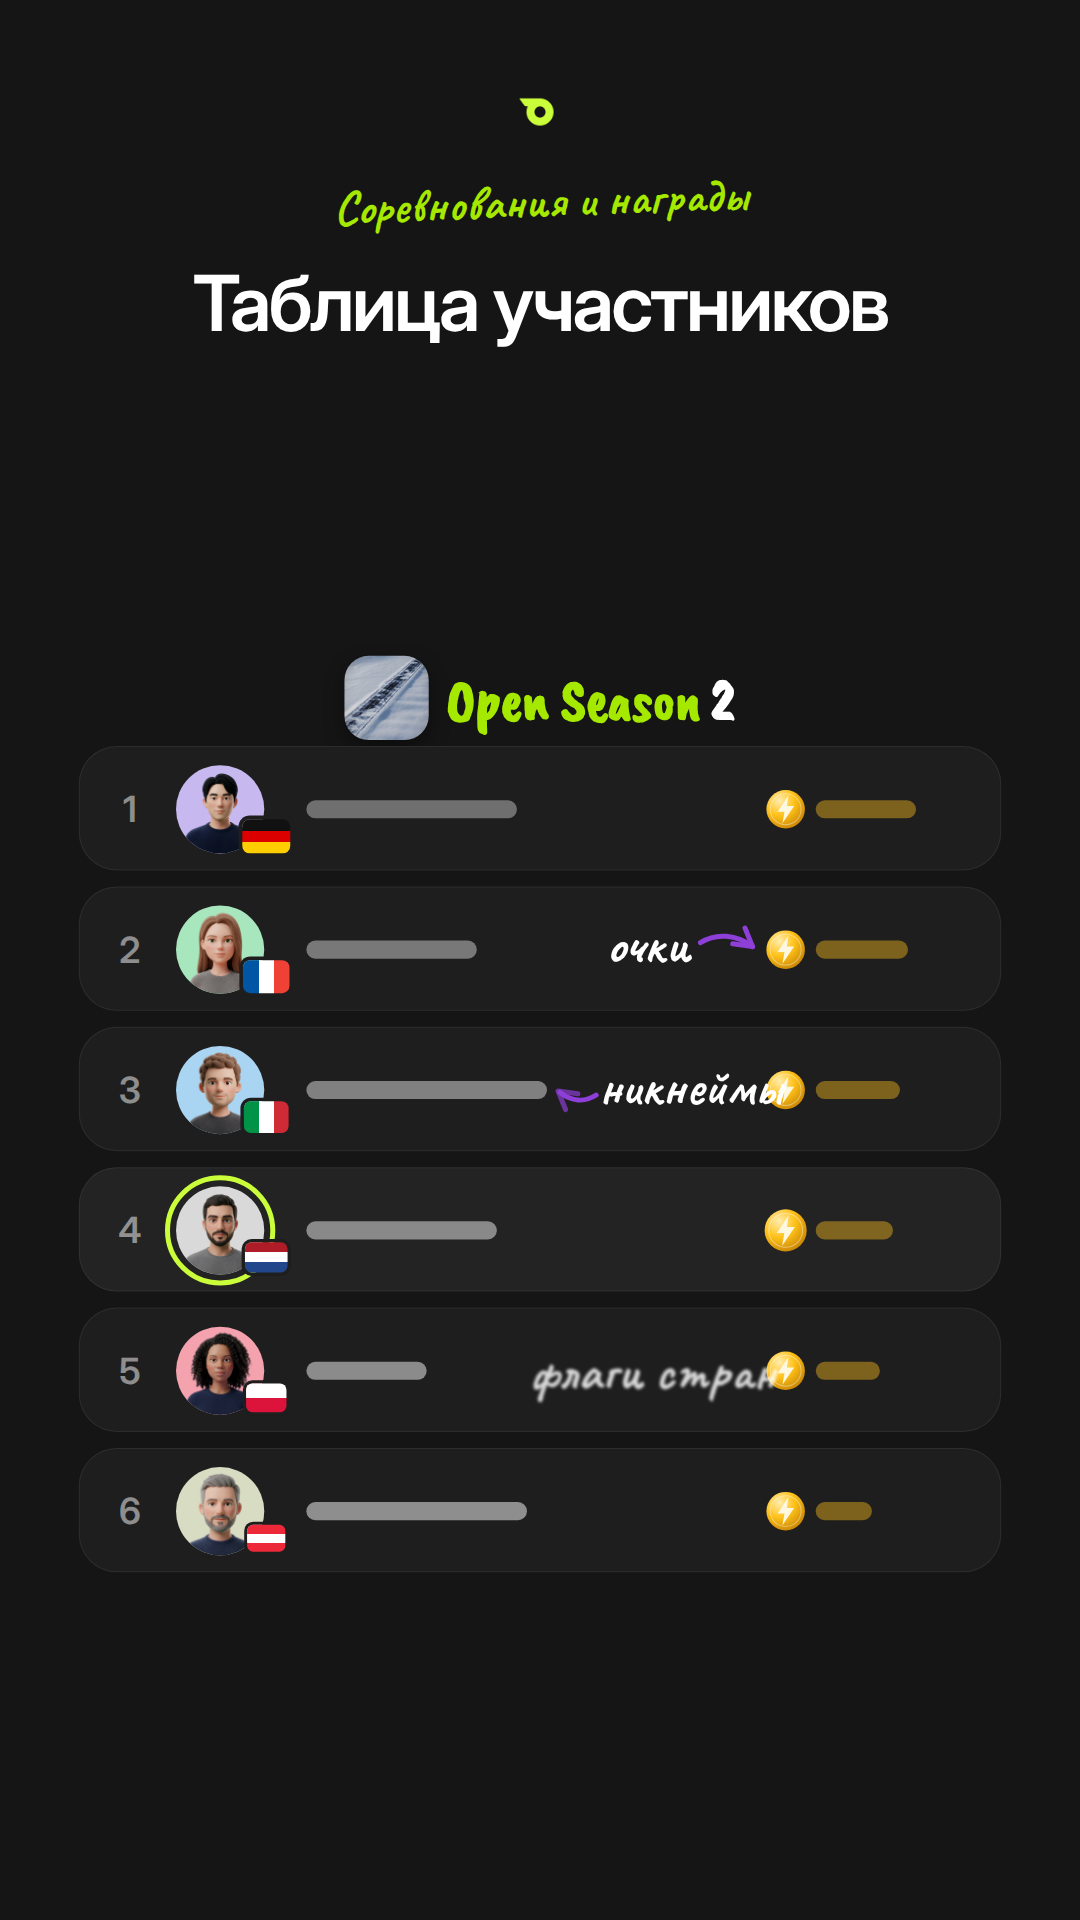 Соревнования и награды
Таблица участников
Open Season 2
1
2
очки
3
никнеймы
4
5
флаги стран
6